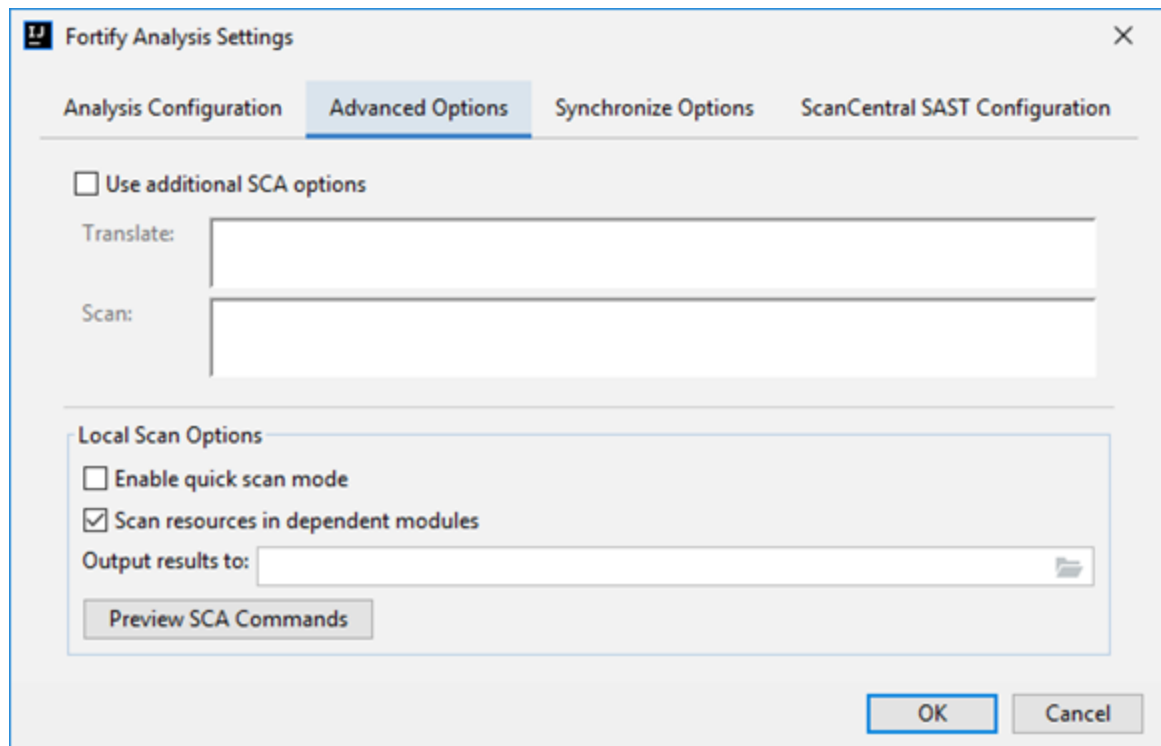 IJ Fortify Analysis Settings
Analysis Configuration Advanced Options Synchronize Options ScanCentral SAST Configuration
Use additional SCA options
Translate:
Scan:
Local Scan Options
Enable quick scan mode
Scan resources in dependent modules
Output results to:
Preview SCA Commands
OK Cancel